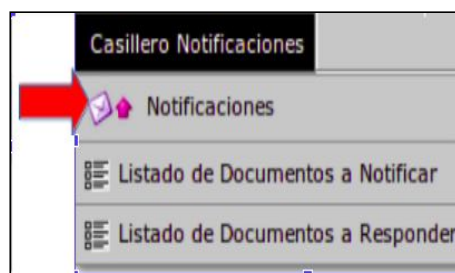 Casillero Notificaciones
Notificaciones
Listado de Documentos a Notificar
Listado de Documentos a Responder